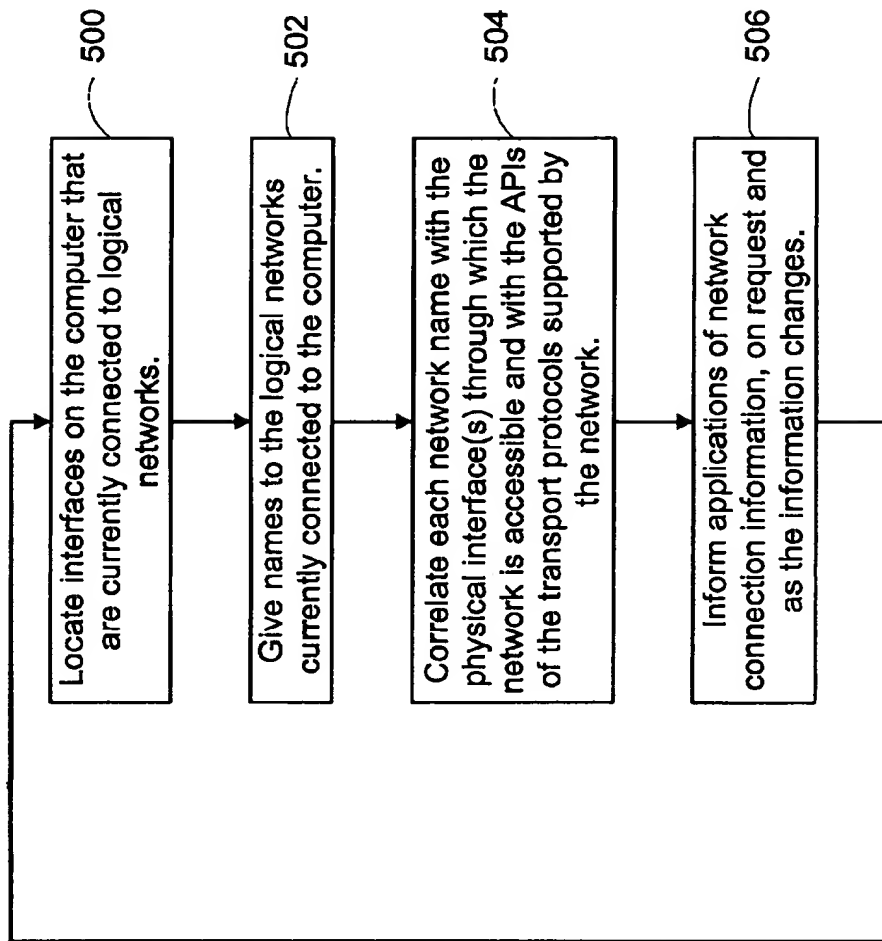 500
Locate interfaces on the computer that
are currently connected to logical
networks.
502
Give names to the logical networks
currently connected to the computer.
504
Correlate each network name with the
physical interface(s) through which the
network is accessible and with the APIs
of the transport protocols supported by
the network.
506
Inform applications of network
connection information, on request and
as the information changes.